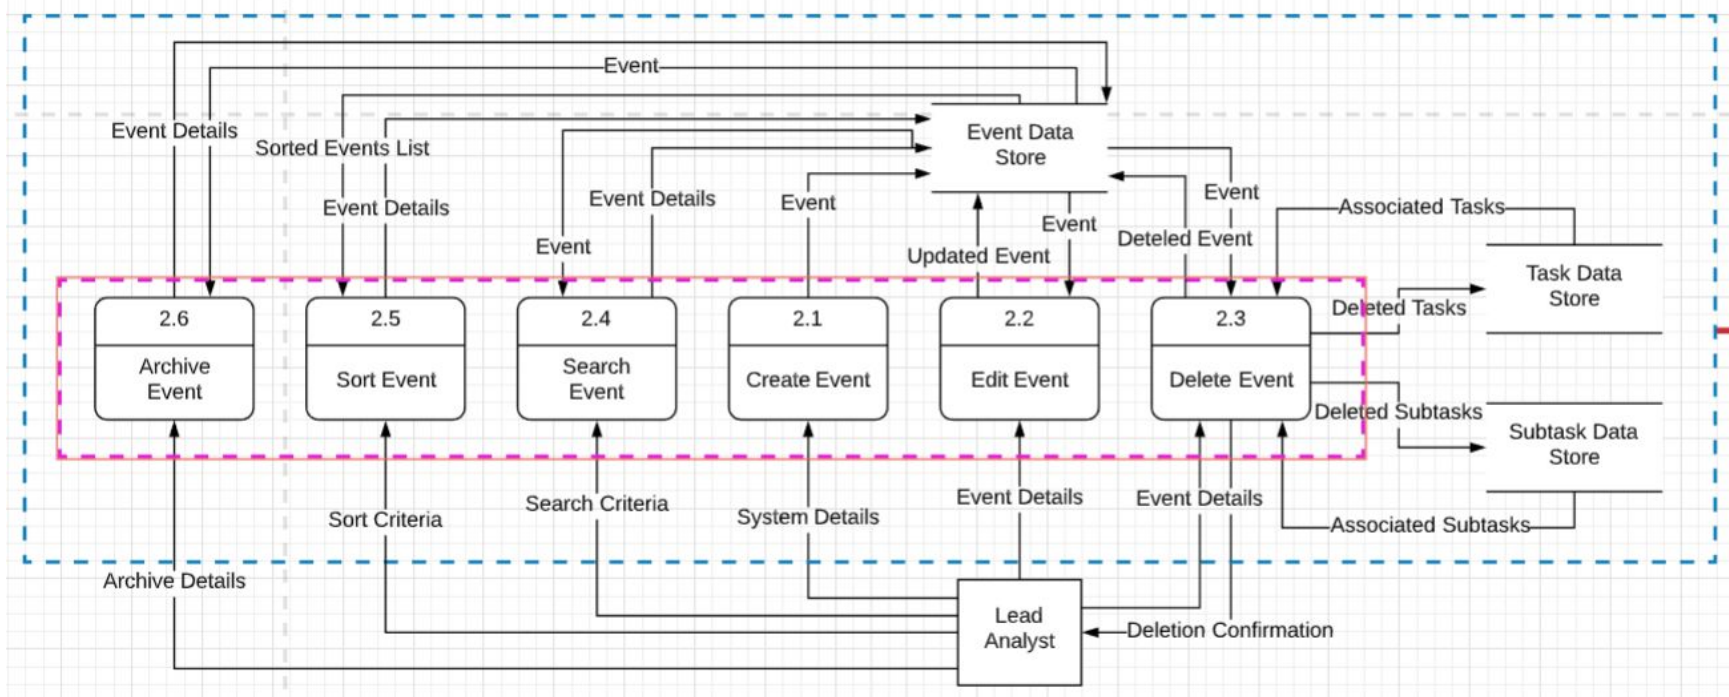 Event
Event Details
Sorted Events List
Event Details
Event
Event Details
Event
Event Data
Store
Updated Event
Event
Deteled Event
Event
Associated Tasks
Task Data
Store
Deleted Tasks
2.6
Archive
Event
2.5
Sort Event
2.4
Search
Event
2.1
Create Event
2.2
Edit Event
2.3
Delete Event
Deleted Subtasks
Subtask Data
Store
Associated Subtasks
Archive Details
Sort Criteria
Search Criteria
System Details
Event Details
Event Details
Lead
Analyst
Deletion Confirmation